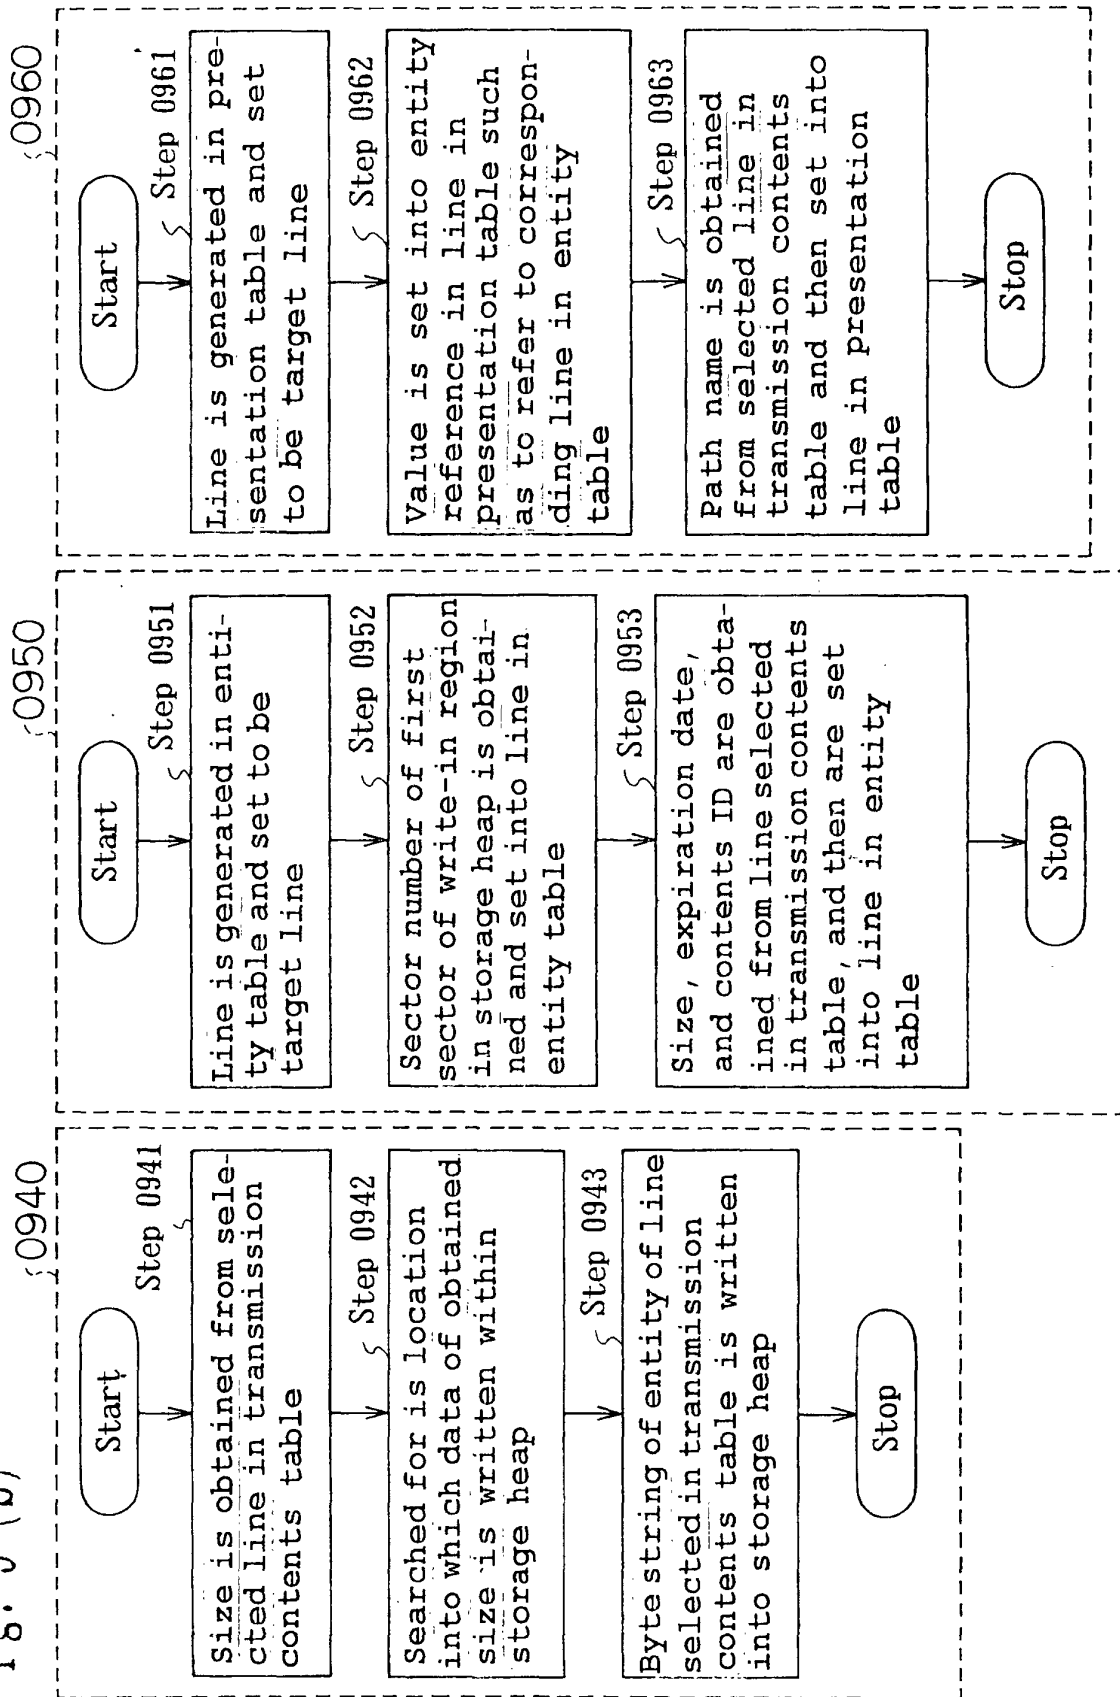 0940
Start
Step 0941
Size is obtained from sele-
cted line in transmission
contents table
Step 0942
Searched for is location
into which data of obtained
size is written within
storage heap
Step 0943
Byte string of entity of line
selected in transmission
contents table is written
into storage heap
Stop
0950
Start
Step 0951
Line is generated in enti-
ty table and set to be
target line
Step 0952
Sector number of first
sector of write-in region
in storage heap is obtai-
ned and set into line in
entity table
Step 0953
Size, expiration date,
and contents ID are obta-
ined from line selected
in transmission contents
table, and then are set
into line in entity
table
Stop
0960
Start
Step 0961
Line is generated in pre-
sentation table and set
to be target line
Step 0962
Value is set into entity
reference in line in
presentation table such
as to refer to correspon-
ding line in entity
table
Step 0963
Path name is obtained
from selected line in
transmission contents
table and then set into
line in presentation
table
Stop